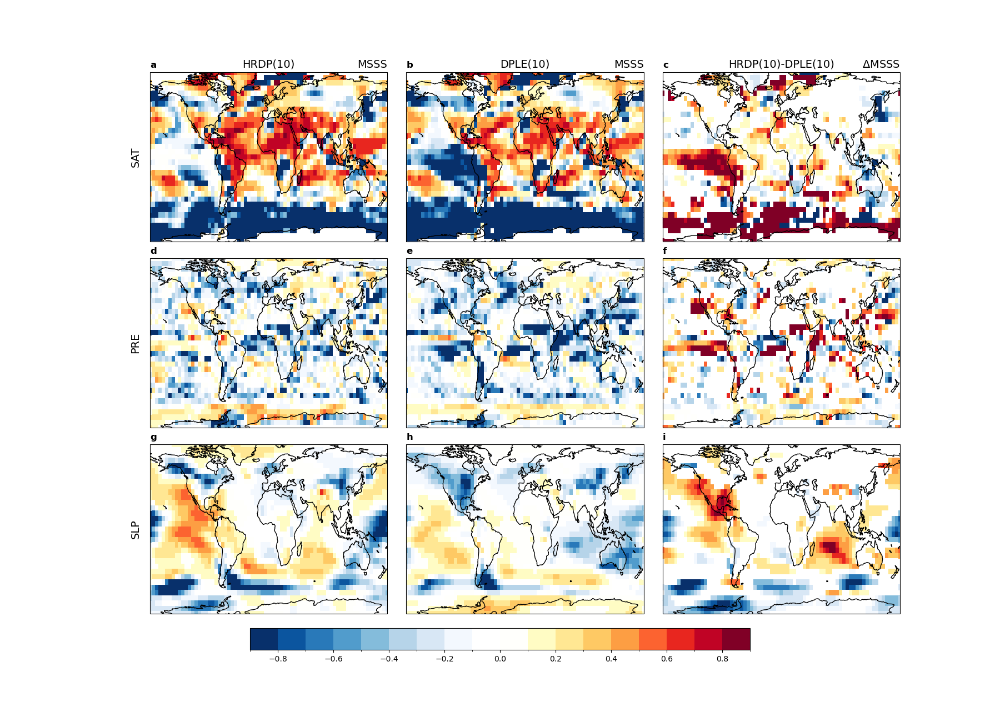 a HRDP(10) MSSS
b DPLE(10) MSSS
c HRDP(10)-DPLE(10) ΔMSSS
SAT
d
e
f
PRE
g
h
i
SLP
−0.8 −0.6 −0.4 −0.2 0.0 0.2 0.4 0.6 0.8